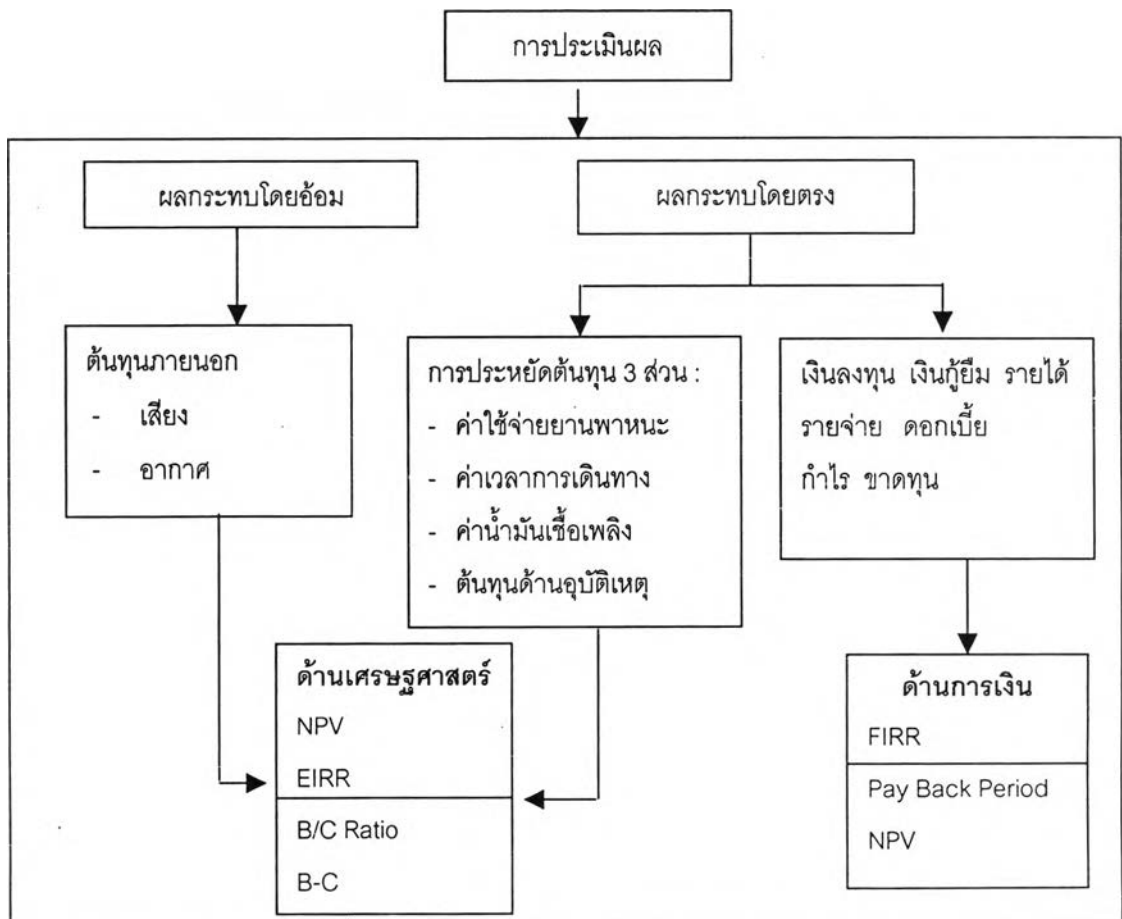 การประเมินผล
ผลกระทบโดยอ้อม
ผลกระทบโดยตรง
ต้นทุนภายนอก
- เสียง
- อากาศ
การประหยัดต้นทุน 3 ส่วน :
- ค่าใช้จ่ายยานพาหนะ
- ค่าเวลาการเดินทาง
- ค่าน้ำมันเชื้อเพลิง
- ต้นทุนด้านอุบัติเหตุ
เงินลงทุน เงินกู้ยืม รายได้
รายจ่าย ดอกเบี้ย
กำไร ขาดทุน
ด้านเศรษฐศาสตร์
NPV
EIRR
B/C Ratio
B-C
ด้านการเงิน
FIRR
Pay Back Period
NPV